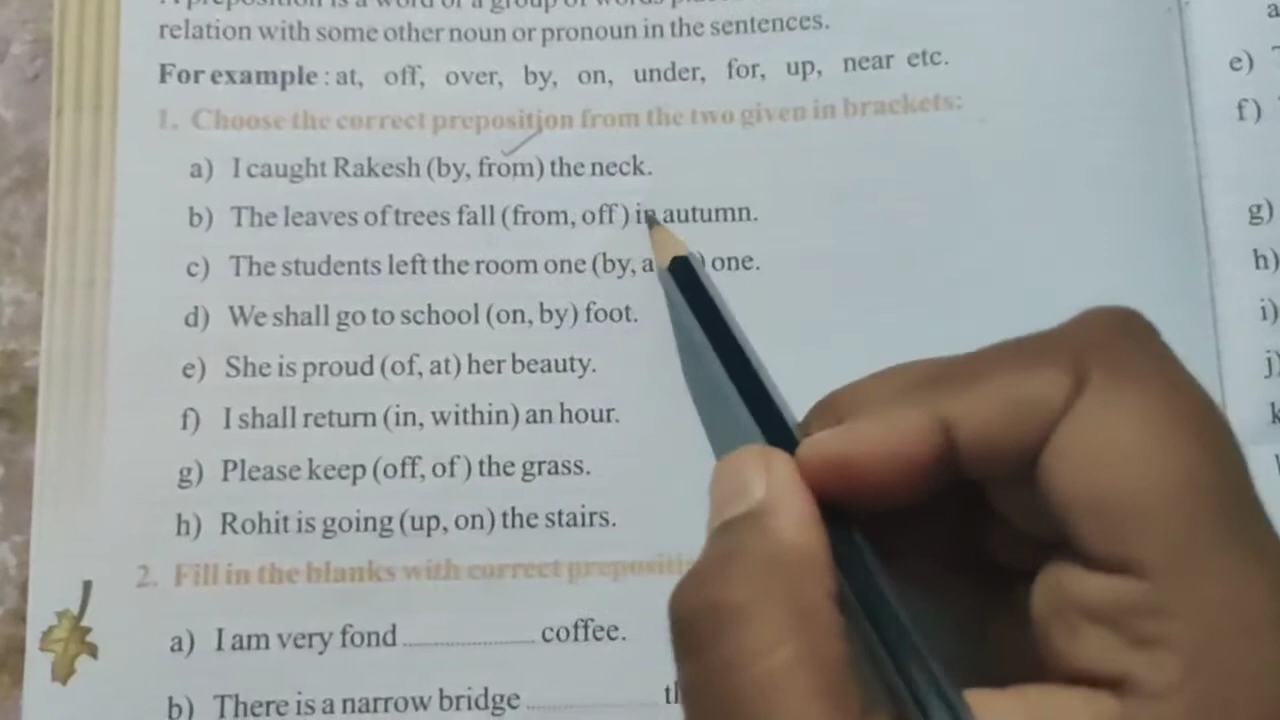 relation with some other noun or pronoun in the sentences.
For example : at, off, over, by, on, under, for, up, near etc.
1. Choose the correct preposition from the two given in brackets:
a) I caught Rakesh (by, from) the neck.
b) The leaves of trees fall (from, off) in autumn.
c) The students left the room one (by, ) one.
d) We shall go to school (on, by) foot.
e) She is proud (of, at) her beauty.
f) I shall return (in, within) an hour.
g) Please keep (off, of) the grass.
h) Rohit is going (up, on) the stairs.
2. Fill in the blanks with correct
a) I am very fond ............... coffee.
b) There is a narrow bridge ...............
e)
f)
g)
h)
i)
j)